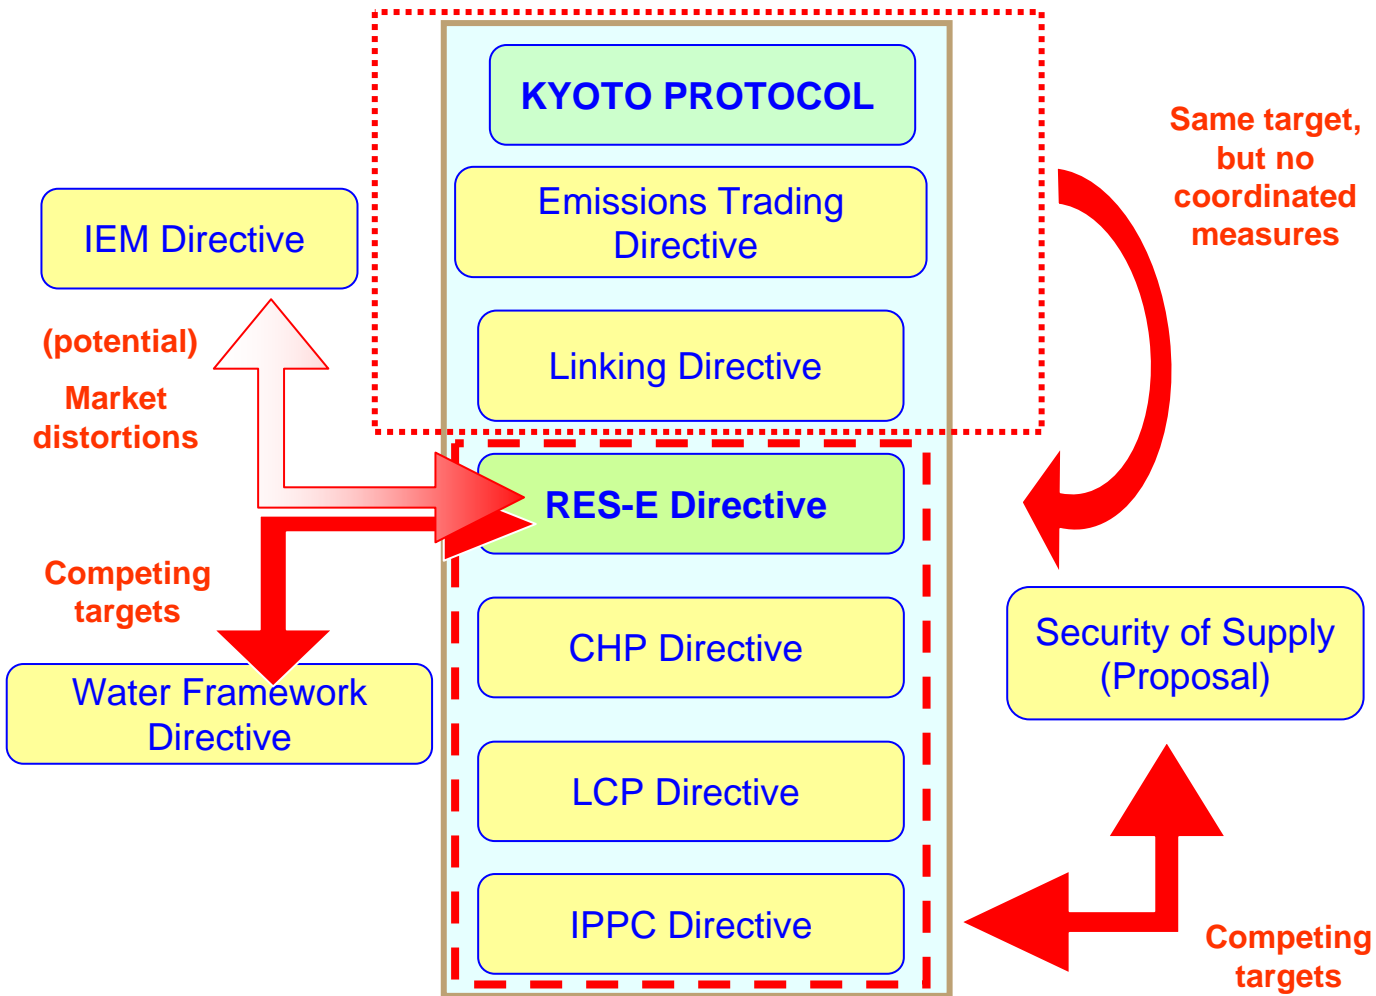 KYOTO PROTOCOL
Emissions Trading
Directive
Linking Directive
Same target,
but no
coordinated
measures
IEM Directive
(potential)
Market
distortions
RES-E Directive
Competing
targets
Water Framework
Directive
CHP Directive
LCP Directive
IPPC Directive
Security of Supply
(Proposal)
Competing
targets